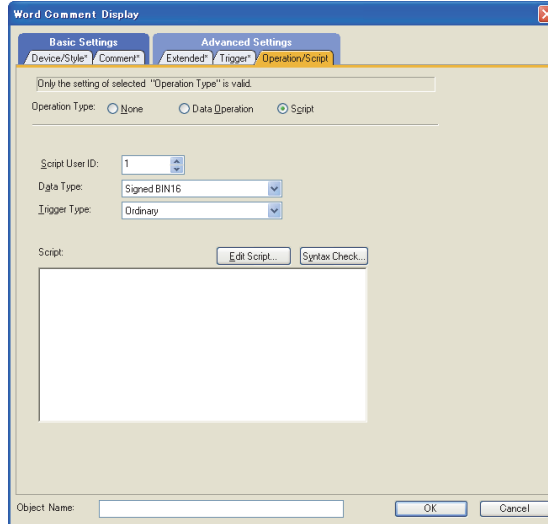 Word Comment Display
Basic Settings Advanced Settings
Device/Style* Comment* Extended* Trigger* Operation/Script
Only the setting of selected "Operation Type" is valid.
Operation Type: None Data Operation Script
Script User ID: 1
Data Type: Signed BIN16
Trigger Type: Ordinary
Script: Edit Script... Syntax Check...
Object Name: OK Cancel